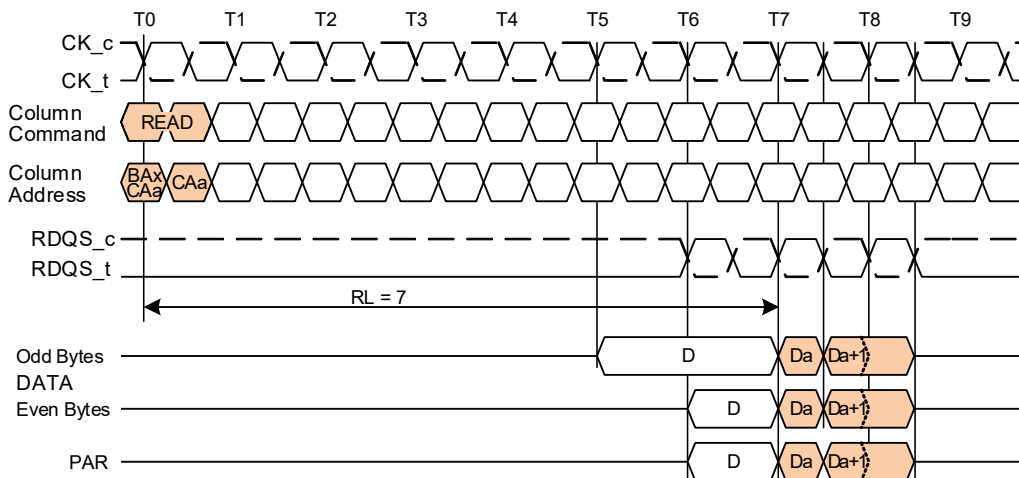 T0 T1 T2 T3 T4 T5 T6 T7 T8 T9
CK_c
CK_t
Column
Command
READ
Column
Address
BAx
CAa
CAa
RDQS_c
RDQS_t
RL = 7
Odd Bytes
D Da Da+1
DATA
Even Bytes
D Da Da+1
PAR
D Da Da+1